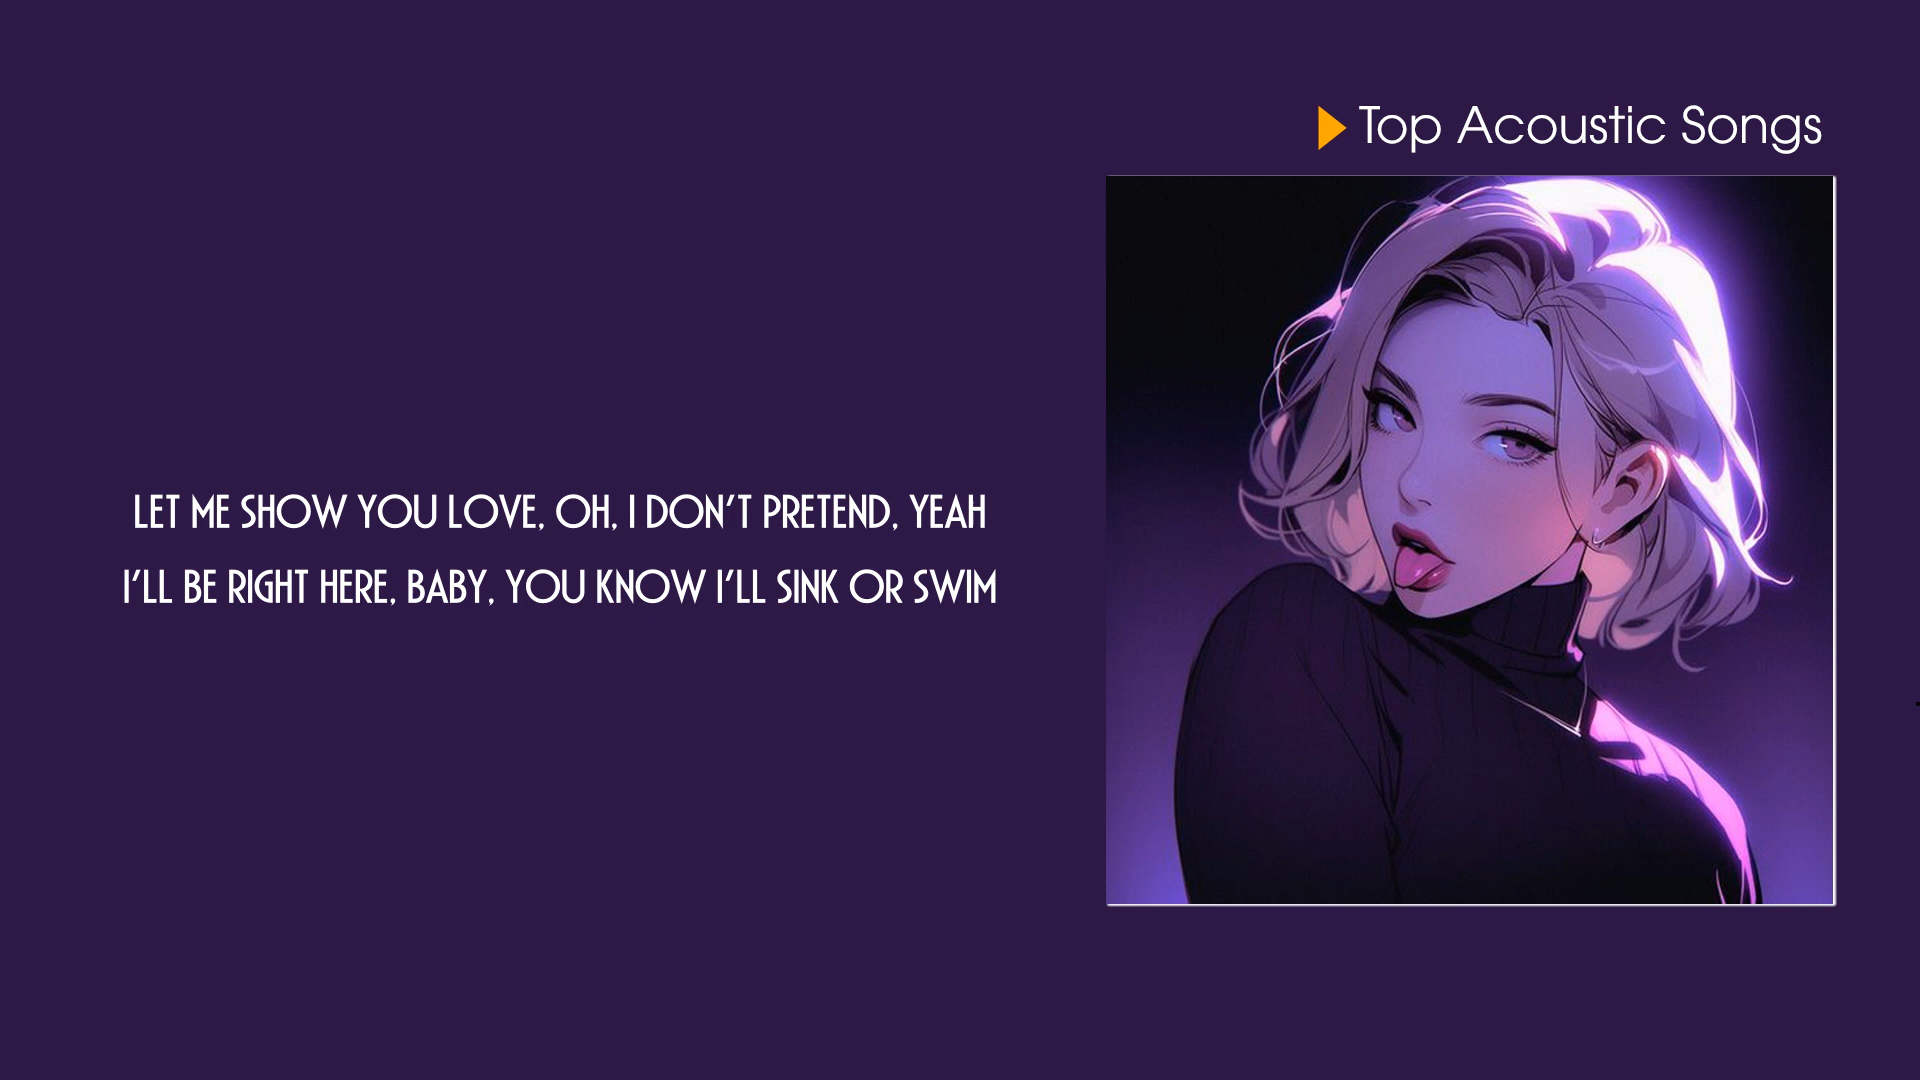 Top Acoustic Songs
LET ME SHOW YOU LOVE, OH, I DON'T PRETEND, YEAH
I'LL BE RIGHT HERE, BABY, YOU KNOW I'LL SINK OR SWIM